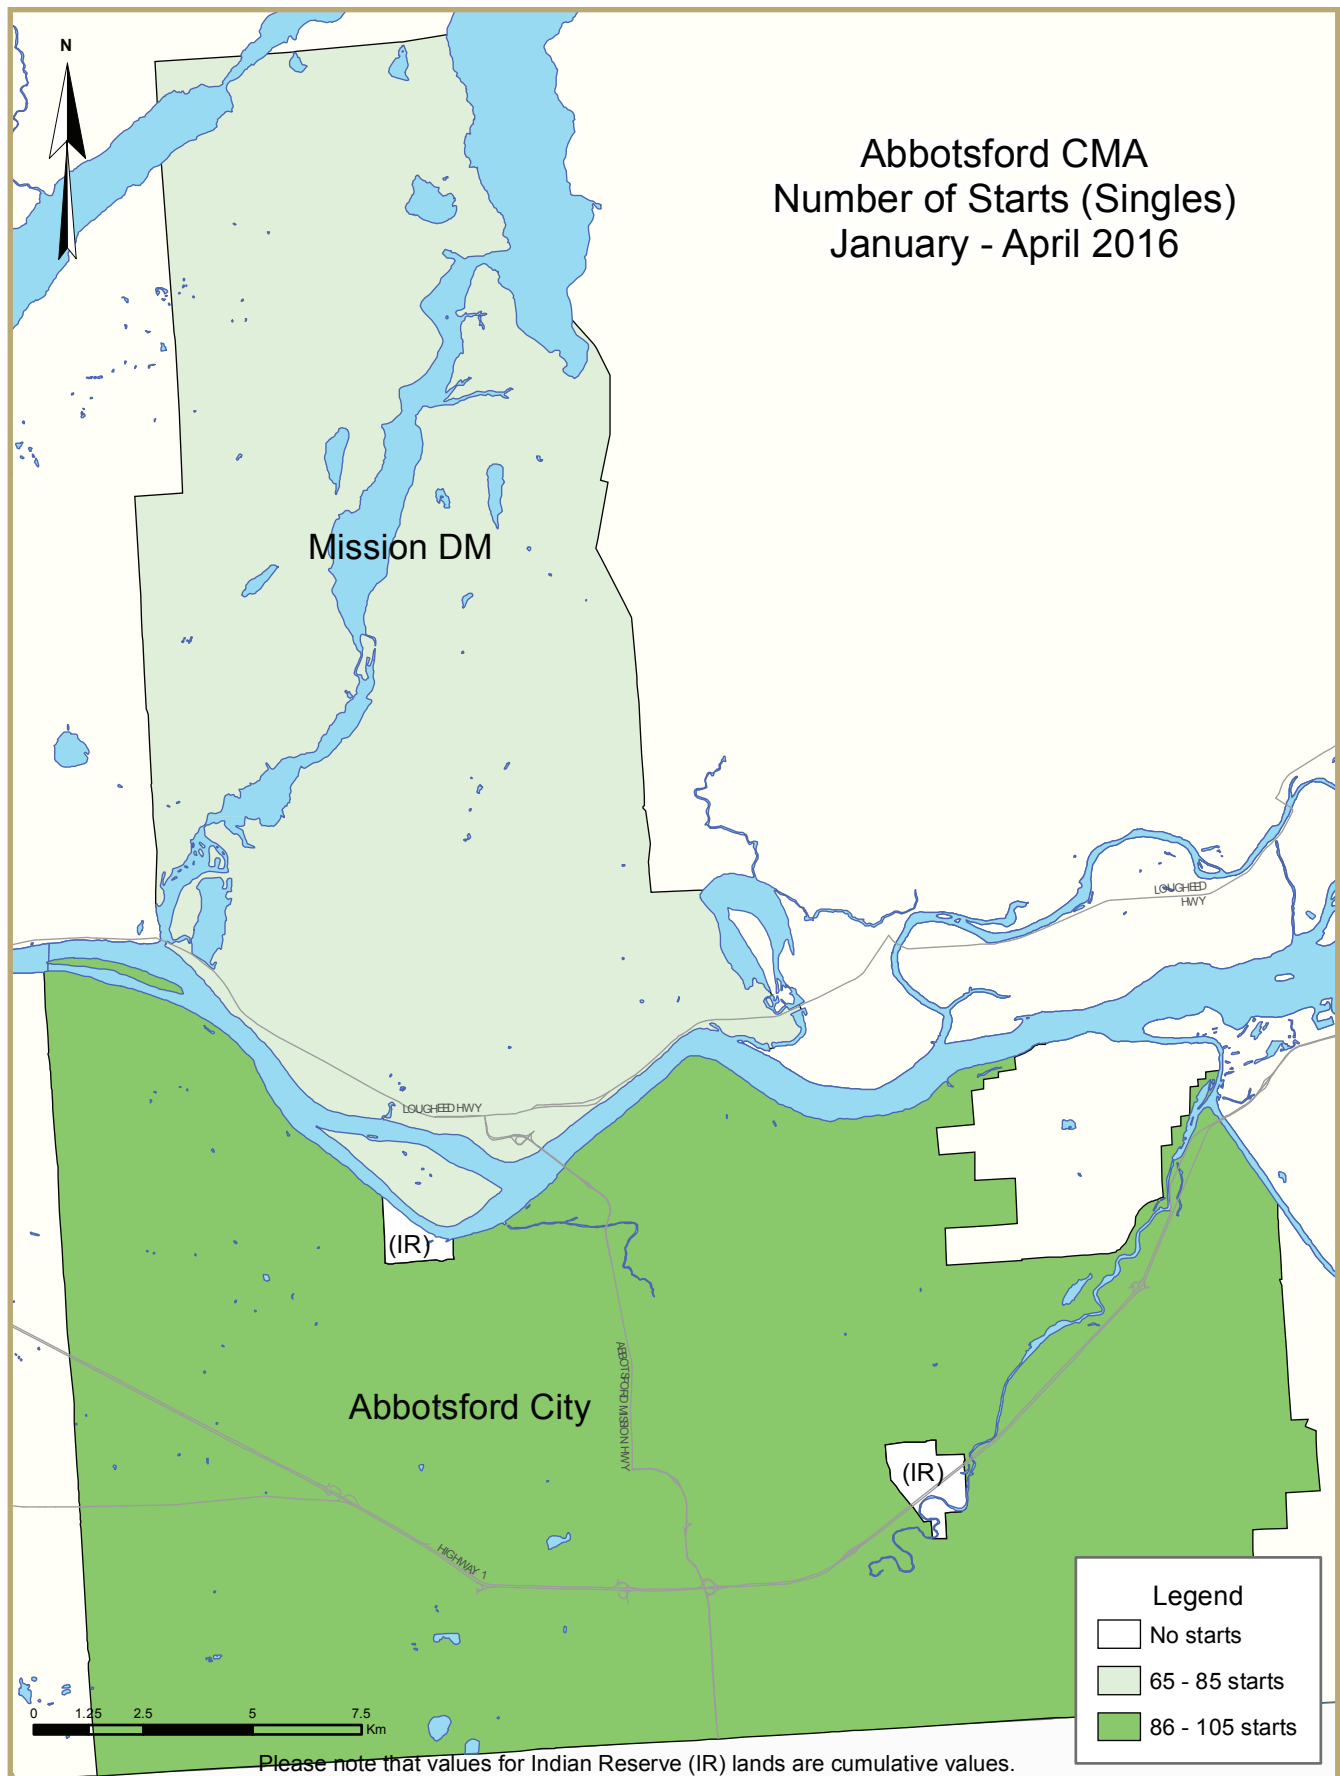 N
Abbotsford CMA
Number of Starts (Singles)
January - April 2016
Mission DM
LOUGHEED
HWY
LOUGHEED HWY
(IR)
ABBOTSFORD MISSION HWY
Abbotsford City
(IR)
HIGHWAY 1
Legend
No starts
65 - 85 starts
86 - 105 starts
0 1.25 2.5 5 7.5
Km
Please note that values for Indian Reserve (IR) lands are cumulative values.